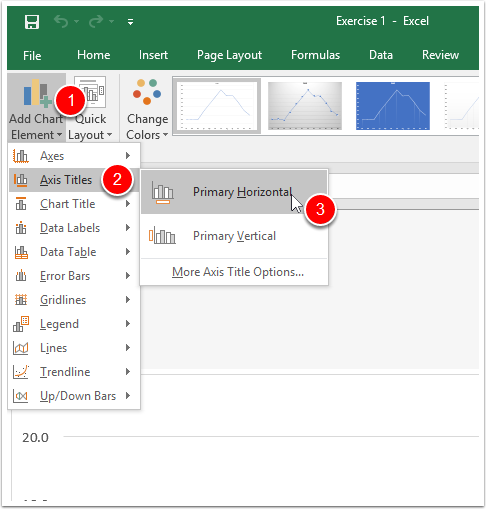 Exercise 1 - Excel
File Home Insert Page Layout Formulas Data Review
1
Add Chart Element
Quick Layout
Change Colors
Axes
Axis Titles 2
Chart Title
Data Labels
Data Table
Error Bars
Gridlines
Legend
Lines
Trendline
Up/Down Bars
Primary Horizontal
3
Primary Vertical
More Axis Title Options...
20.0